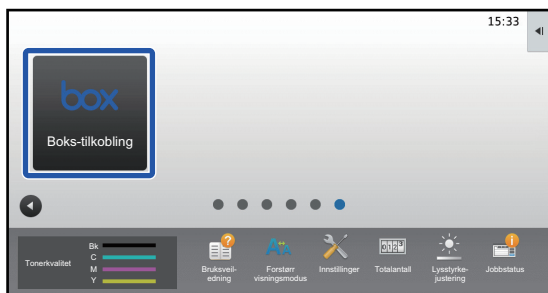 15:33
box
Boks-tilkobling
Tonerkvalitet
Bk
C
M
Y
Bruksveil-
edning
Forstørr
visningsmodus
Innstillinger
Totalantall
Lysstyrke-
justering
Jobbstatus